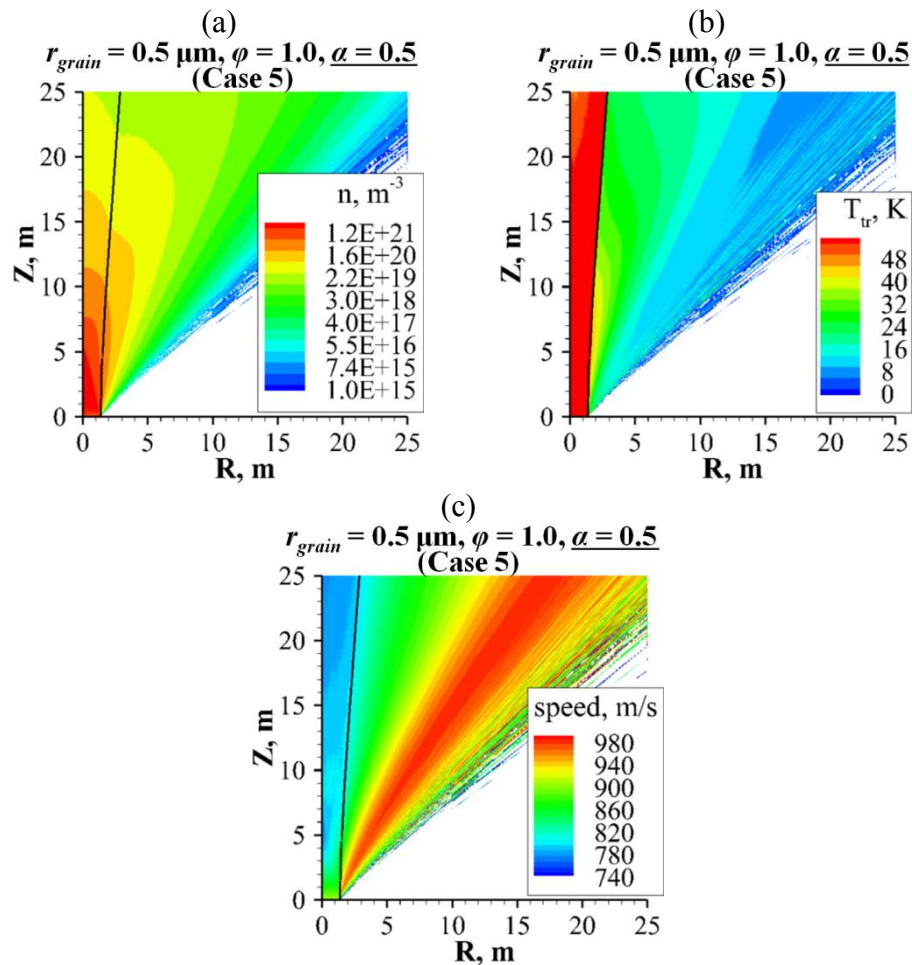 (a)
r_grain = 0.5 μm, φ = 1.0, α = 0.5
(Case 5)
25
20
15
10
5
0
Z, m
n, m⁻³
1.2E+21
1.6E+20
2.2E+19
3.0E+18
4.0E+17
5.5E+16
7.4E+15
1.0E+15
0 5 10 15 20 25
R, m
(b)
r_grain = 0.5 μm, φ = 1.0, α = 0.5
(Case 5)
25
20
15
10
5
0
Z, m
T_tr, K
48
40
32
24
16
8
0
0 5 10 15 20 25
R, m
(c)
r_grain = 0.5 μm, φ = 1.0, α = 0.5
(Case 5)
25
20
15
10
5
0
Z, m
speed, m/s
980
940
900
860
820
780
740
0 5 10 15 20 25
R, m